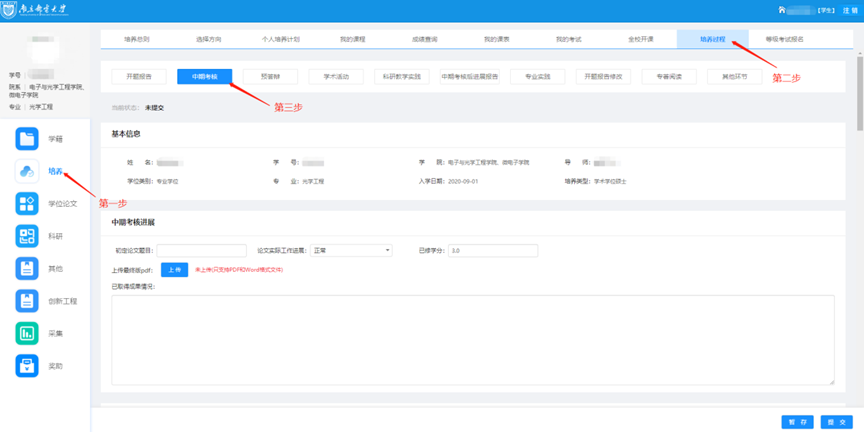 南京邮电大学
【学生】 注 销
学号：
院系：电子与光学工程学院、
微电子学院
专业：光学工程
学籍
培养
学位论文
科研
其他
创新工程
采集
奖助
第一步
培养总则 选择方向 个人培养计划 我的课程 成绩查询 我的课表 我的考试 全校开课 培养过程 等级考试报名
第二步
开题报告 中期考核 预答辩 学术活动 科研教学实践 中期考核版进展报告 专业实践 开题报告修改 专著阅读 其他环节
第三步
当前状态： 未提交
基本信息
姓 名： 学 号： 学 院：电子与光学工程学院、微电子学院 导 师：
学位类别：专业学位 专 业：光学工程 入学日期：2020-09-01 培养类型：学术学位硕士
中期考核进展
初定论文题目： 论文实际工作进展： 正常 已修学分： 3.0
上传最终版pdf： 上 传 未上传(只支持PDF和Word格式文件)
已取得成果情况：
暂 存 提 交